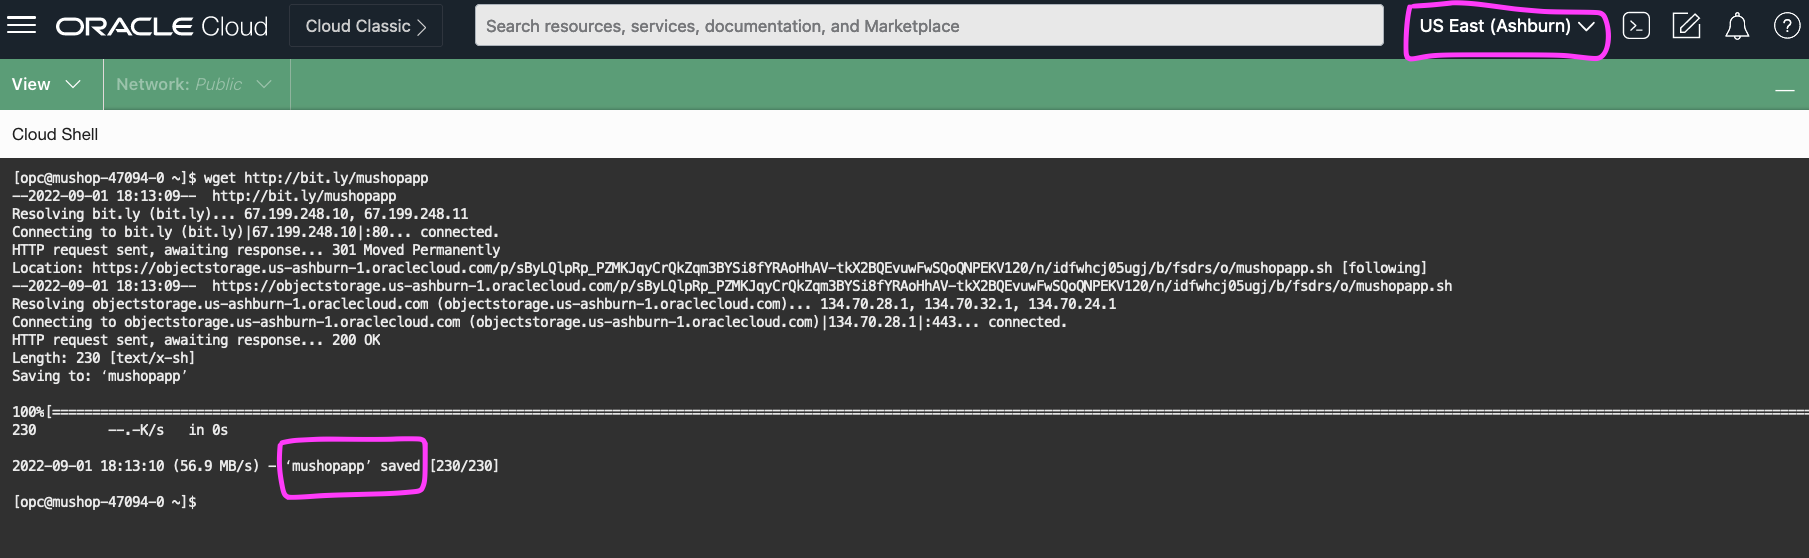 ORACLE Cloud
Cloud Classic
Search resources, services, documentation, and Marketplace
US East (Ashburn)
View
Network: Public
Cloud Shell
[opc@mushop-47094-0 ~]$ wget http://bit.ly/mushopapp
--2022-09-01 18:13:09--  http://bit.ly/mushopapp
Resolving bit.ly (bit.ly)... 67.199.248.10, 67.199.248.11
Connecting to bit.ly (bit.ly)|67.199.248.10|:80... connected.
HTTP request sent, awaiting response... 301 Moved Permanently
Location: https://objectstorage.us-ashburn-1.oraclecloud.com/p/sByLQlpRp_PZMKJqyCrQkZqm3BYSi8fYRAoHhAV-tkX2BQEvuwFwSQoQNPEKV120/n/idfwhcj05ugj/b/fsdrs/o/mushopapp.sh [following]
--2022-09-01 18:13:09--  https://objectstorage.us-ashburn-1.oraclecloud.com/p/sByLQlpRp_PZMKJqyCrQkZqm3BYSi8fYRAoHhAV-tkX2BQEvuwFwSQoQNPEKV120/n/idfwhcj05ugj/b/fsdrs/o/mushopapp.sh
Resolving objectstorage.us-ashburn-1.oraclecloud.com (objectstorage.us-ashburn-1.oraclecloud.com)... 134.70.28.1, 134.70.32.1, 134.70.24.1
Connecting to objectstorage.us-ashburn-1.oraclecloud.com (objectstorage.us-ashburn-1.oraclecloud.com)|134.70.28.1|:443... connected.
HTTP request sent, awaiting response... 200 OK
Length: 230 [text/x-sh]
Saving to: ‘mushopapp’
100%[==========
230         --.-K/s   in 0s
2022-09-01 18:13:10 (56.9 MB/s) - ‘mushopapp’ saved [230/230]
[opc@mushop-47094-0 ~]$